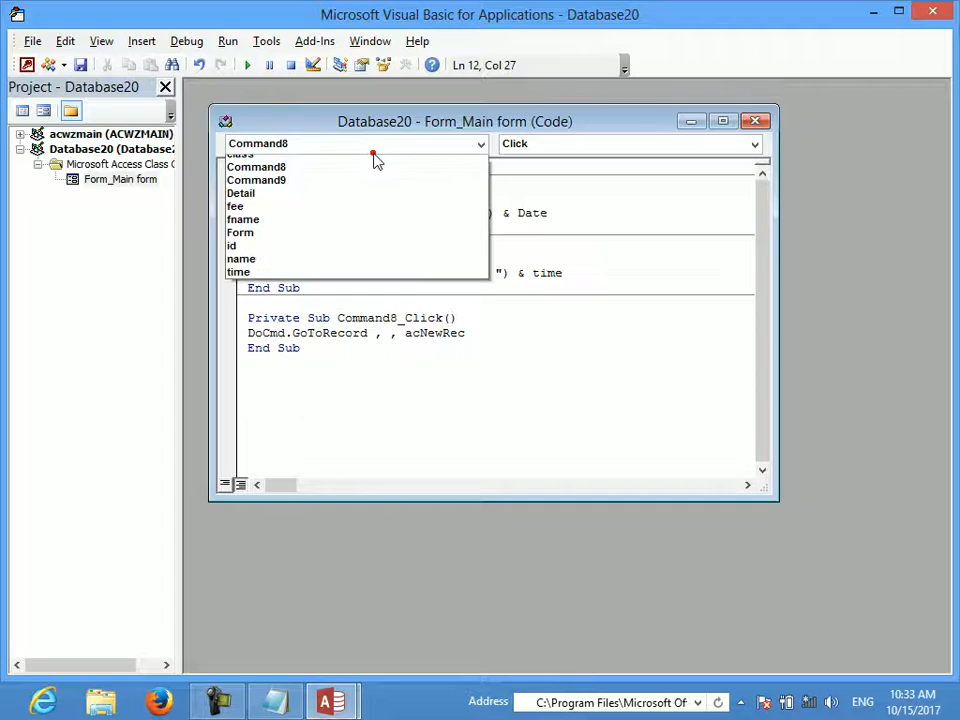 Microsoft Visual Basic for Applications - Database20
File Edit View Insert Debug Run Tools Add-Ins Window Help
Ln 12, Col 27
Project - Database20
acwzmain (ACWZMAIN)
Database20 (Database2
Microsoft Access Class O
Form_Main form
Database20 - Form_Main form (Code)
Command8 Click
class
Command8
Command9
Detail
fee
fname
Form
id
name
time
) & Date
") & time
End Sub
Private Sub Command8_Click()
DoCmd.GoToRecord , , acNewRec
End Sub
Address C:\Program Files\Microsoft Of
ENG
10:33 AM
10/15/2017